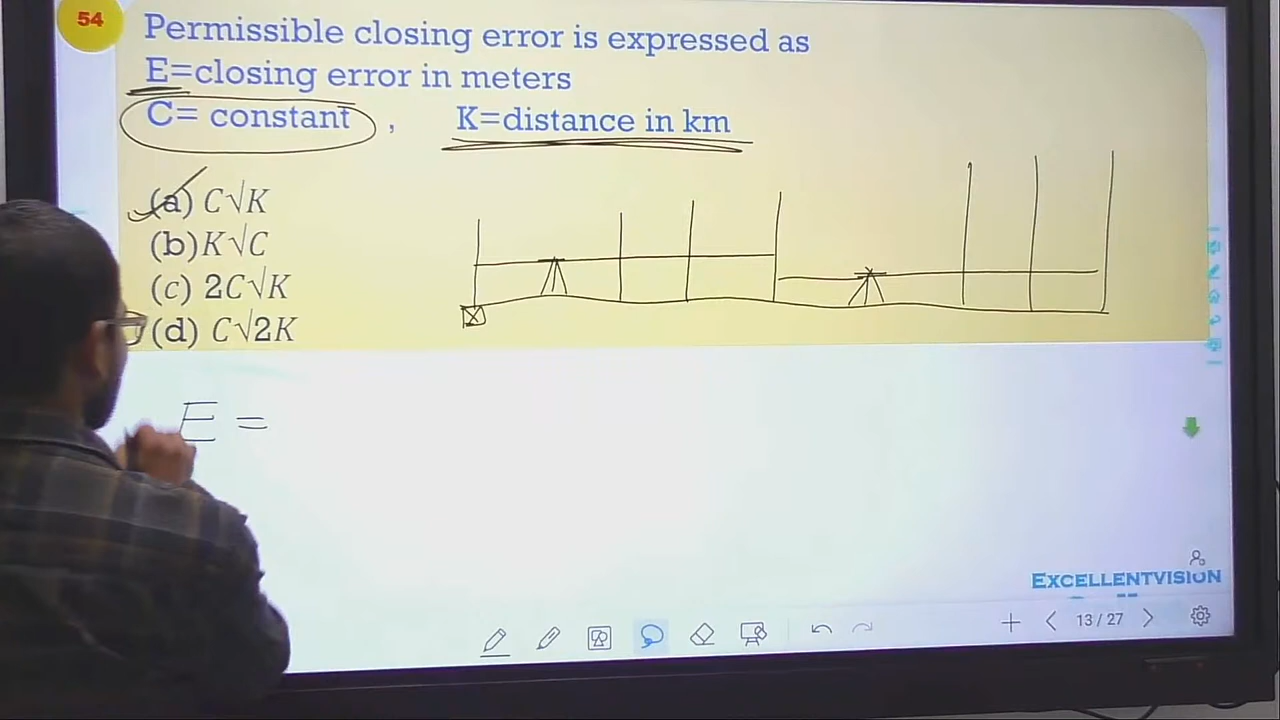 54
Permissible closing error is expressed as
E=closing error in meters
C= constant , K=distance in km
(a) C√K
(b) K√C
(c) 2C√K
(d) C√2K
E =
EXCELLENTVISION
13 / 27